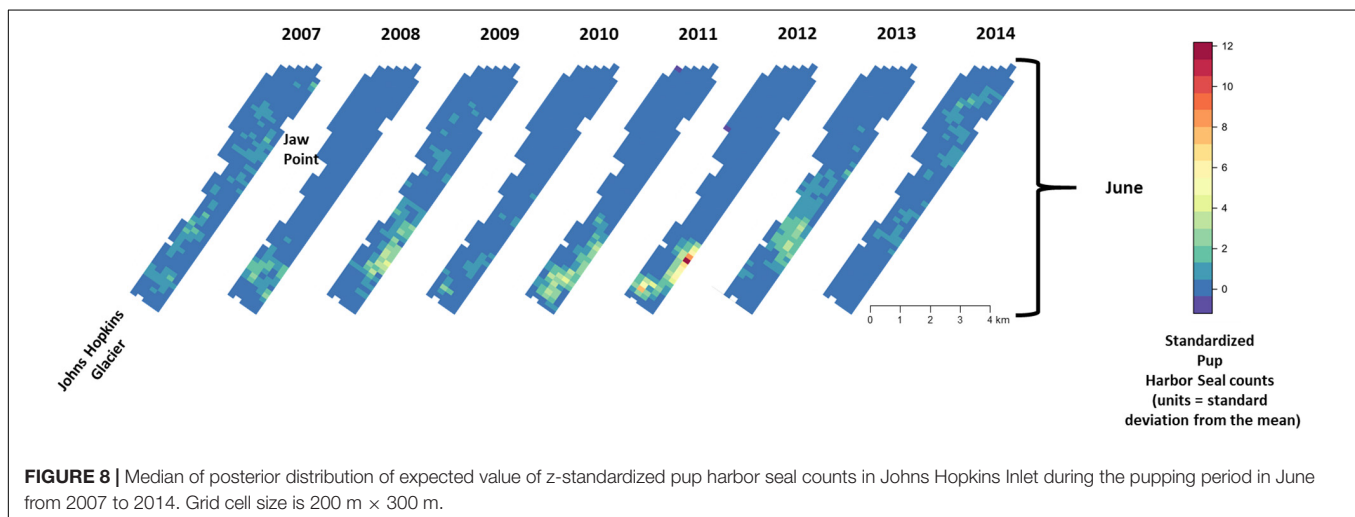 2007 2008 2009 2010 2011 2012 2013 2014
Jaw
Point
Johns Hopkins
Glacier
0 1 2 3 4 km
June
12
10
8
6
4
2
0
Standardized
Pup
Harbor Seal counts
(units = standard
deviation from the mean)
FIGURE 8 | Median of posterior distribution of expected value of z-standardized pup harbor seal counts in Johns Hopkins Inlet during the pupping period in June
from 2007 to 2014. Grid cell size is 200 m × 300 m.